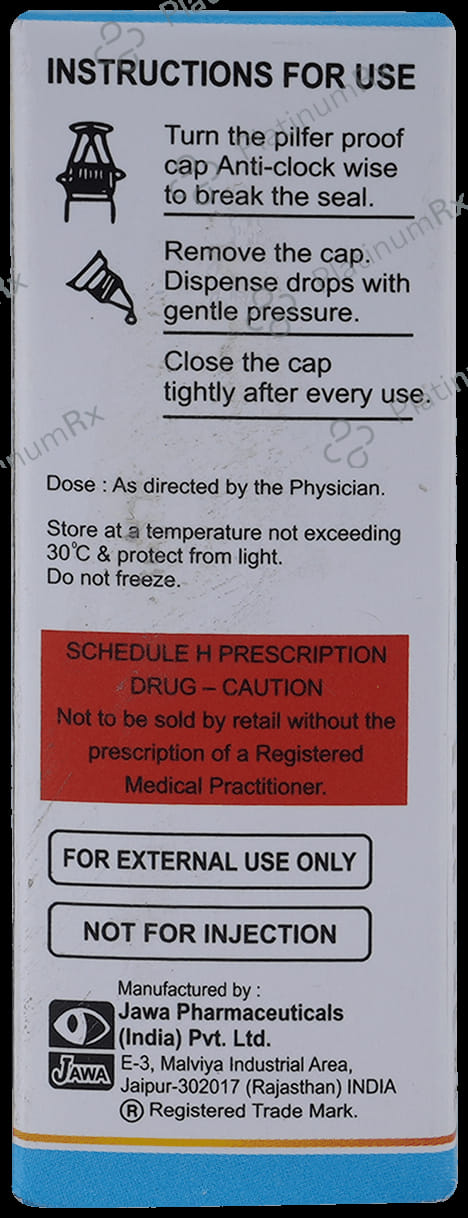 INSTRUCTIONS FOR USE
Turn the pilfer proof
cap Anti-clock wise
to break the seal.
Remove the cap.
Dispense drops with
gentle pressure.
Close the cap
tightly after every use.
Dose : As directed by the Physician.
Store at a temperature not exceeding
30°C & protect from light.
Do not freeze.
SCHEDULE H PRESCRIPTION
DRUG – CAUTION
Not to be sold by retail without the
prescription of a Registered
Medical Practitioner.
FOR EXTERNAL USE ONLY
NOT FOR INJECTION
Manufactured by :
Jawa Pharmaceuticals
(India) Pvt. Ltd.
JAWA
E-3, Malviya Industrial Area,
Jaipur-302017 (Rajasthan) INDIA
® Registered Trade Mark.
PlatinumRx
PlatinumRx
PlatinumRx